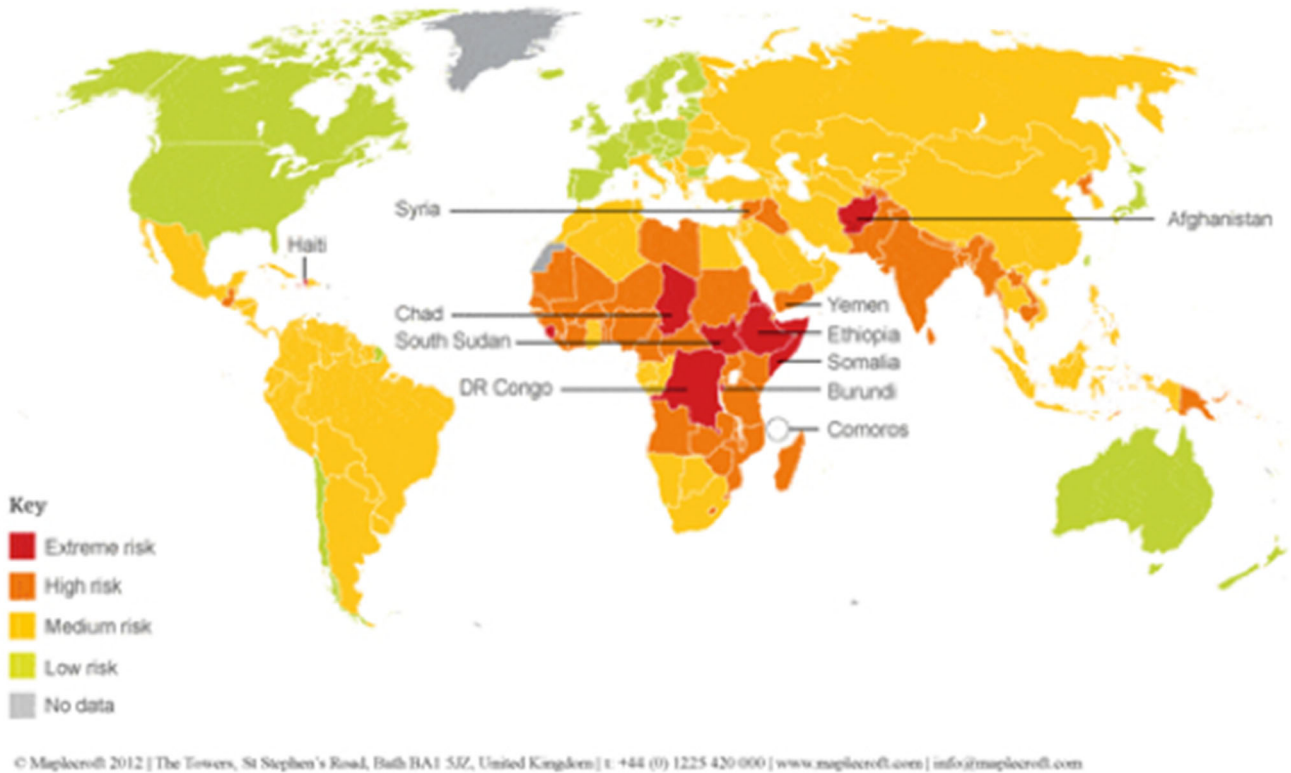 Syria
Afghanistan
Haiti
Chad
Yemen
South Sudan
Ethiopia
Somalia
DR Congo
Burundi
Comoros
Key
Extreme risk
High risk
Medium risk
Low risk
No data
© Maplecroft 2012 | The Towers, St Stephen's Road, Bath BA1 5JZ, United Kingdom | t: +44 (0) 1225 420 000 | www.maplecroft.com | info@maplecroft.com